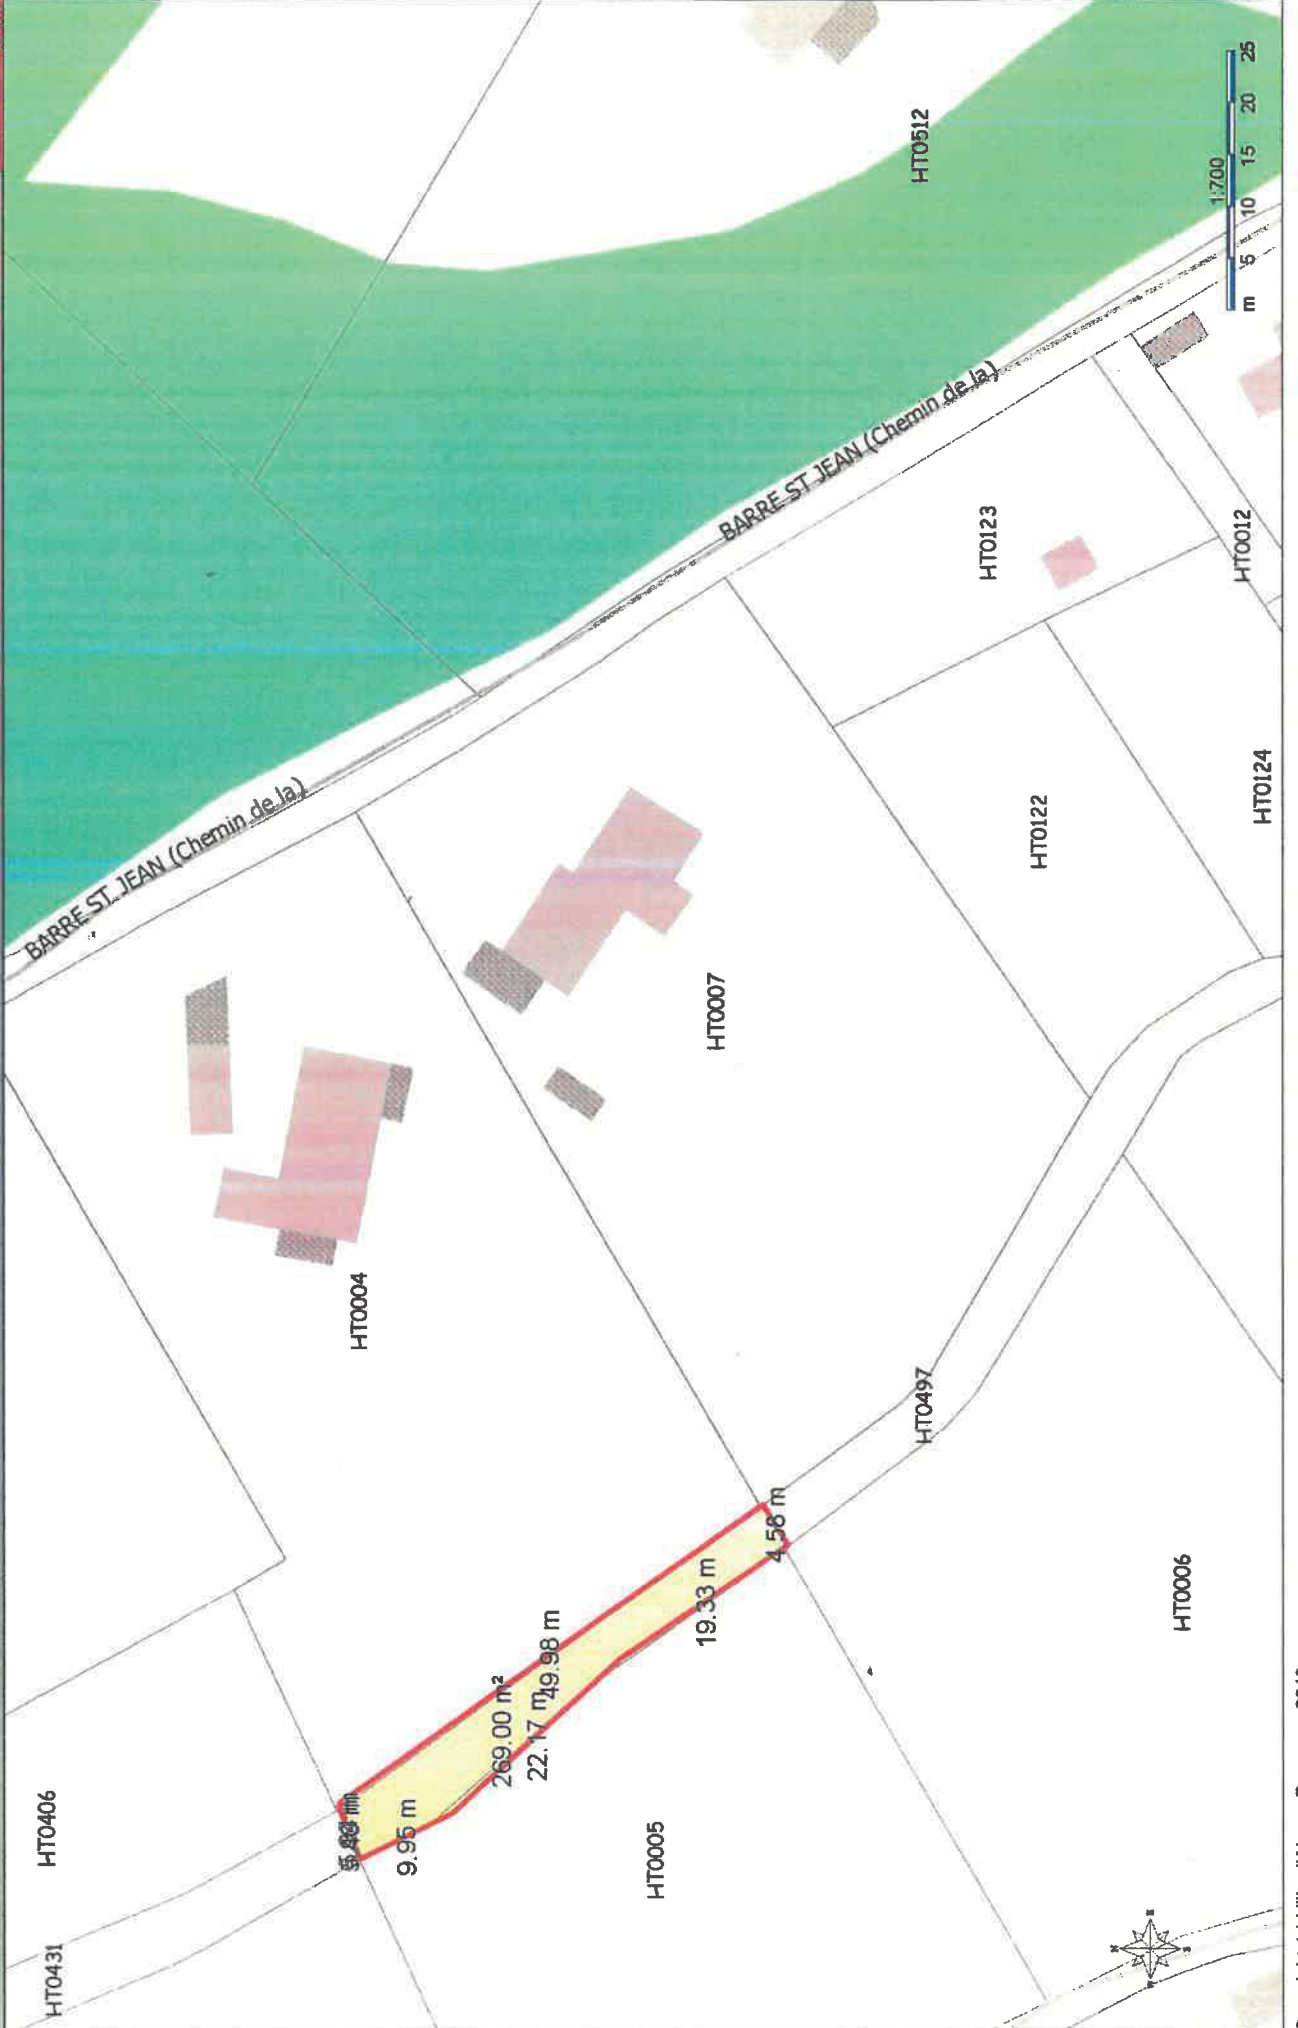 HT0431
HT0406
BARRE ST JEAN (Chemin de la)
HT0004
9.95 m
269.00 m²
22.17 m
49.98 m
19.33 m
4.58 m
HT0005
HT0007
BARRE ST JEAN (Chemin de la)
HT0512
HT0497
HT0122
HT0123
HT0006
HT0124
HT0012
1:700
m 5 10 15 20 25